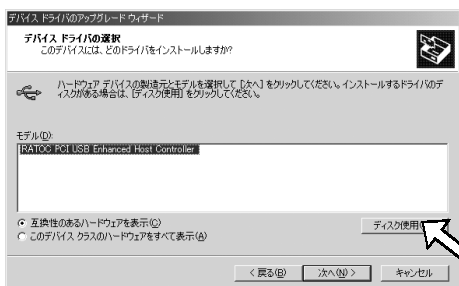 デバイス ドライバのアップグレード ウィザード
デバイス ドライバの選択
このデバイスには、どのドライバをインストールしますか?
ハードウェア デバイスの製造元とモデルを選択して [次へ] をクリックしてください。インストールするドライバのデ
ィスクがある場合は、[ディスク使用] をクリックしてください。
モデル(D):
RATOC PCI USB Enhanced Host Controller
互換性のあるハードウェアを表示(C)
このデバイス クラスのハードウェアをすべて表示(A)
ディスク使用(
< 戻る(B)
次へ(N) >
キャンセル